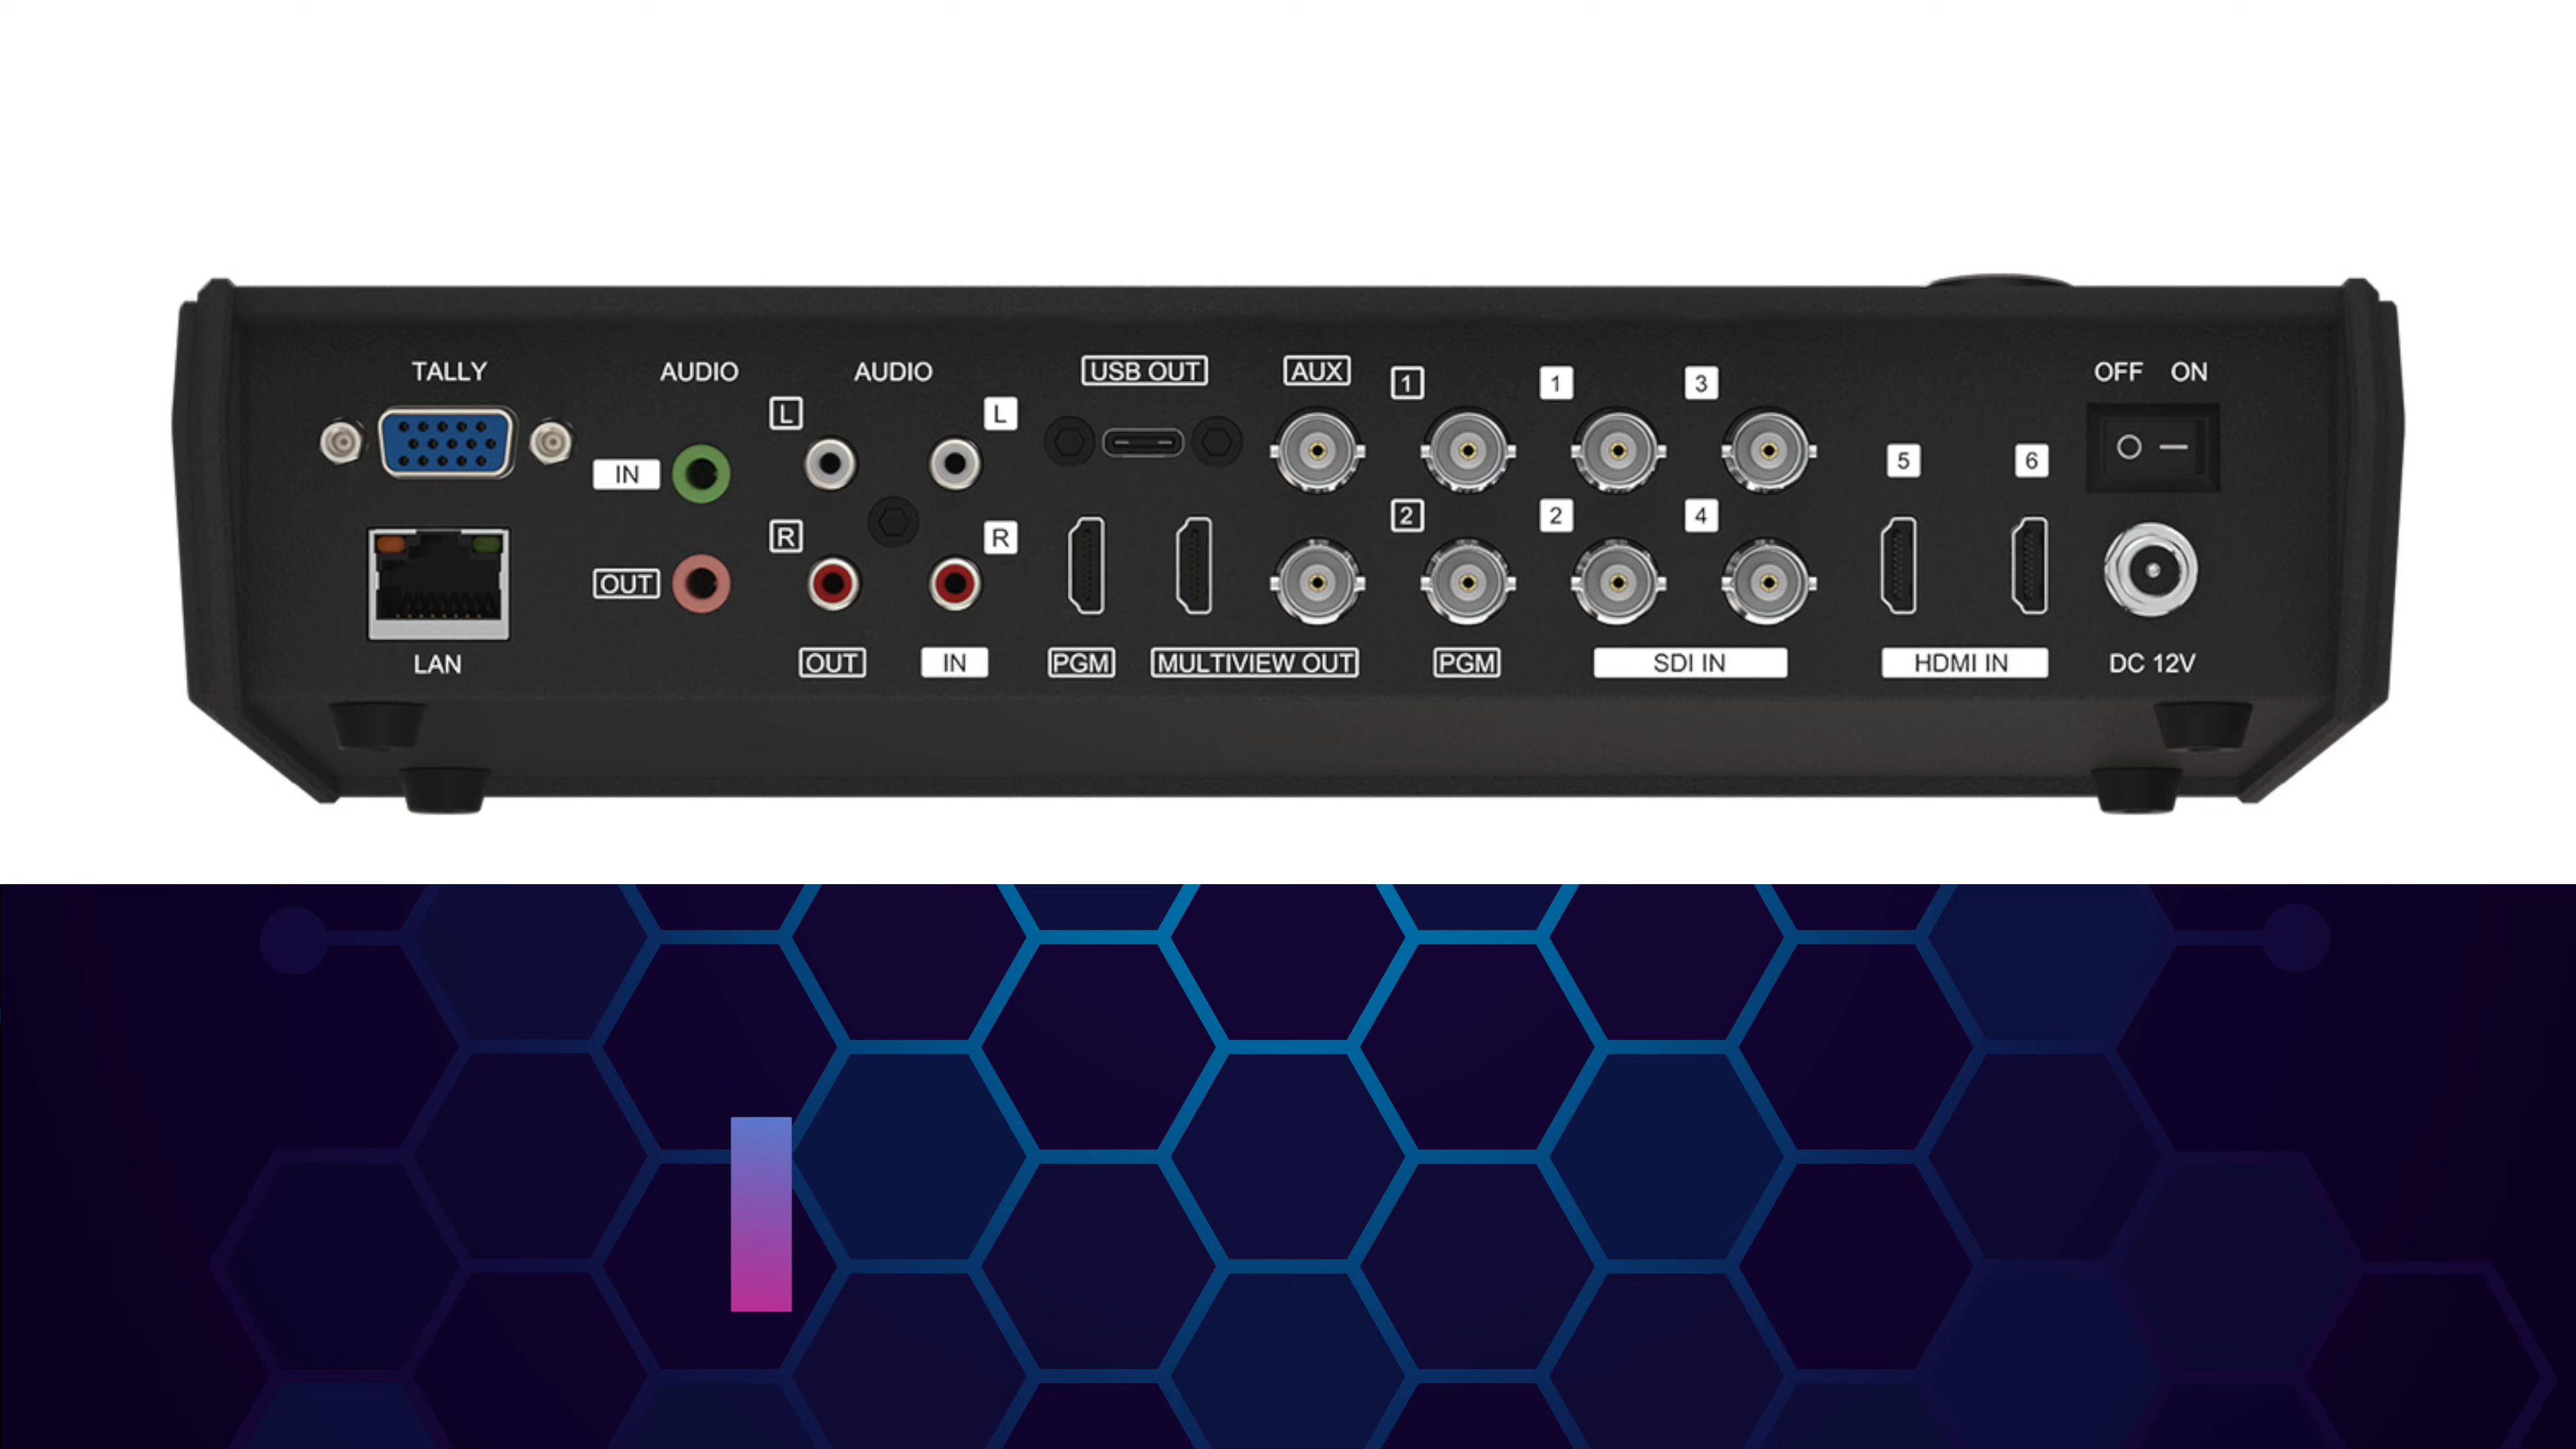 TALLY
AUDIO
AUDIO
USB OUT
AUX
1
1
3
OFF ON
L
L
IN
5
6
2
2
4
R
R
OUT
LAN
OUT
IN
PGM
MULTIVIEW OUT
PGM
SDI IN
HDMI IN
DC 12V